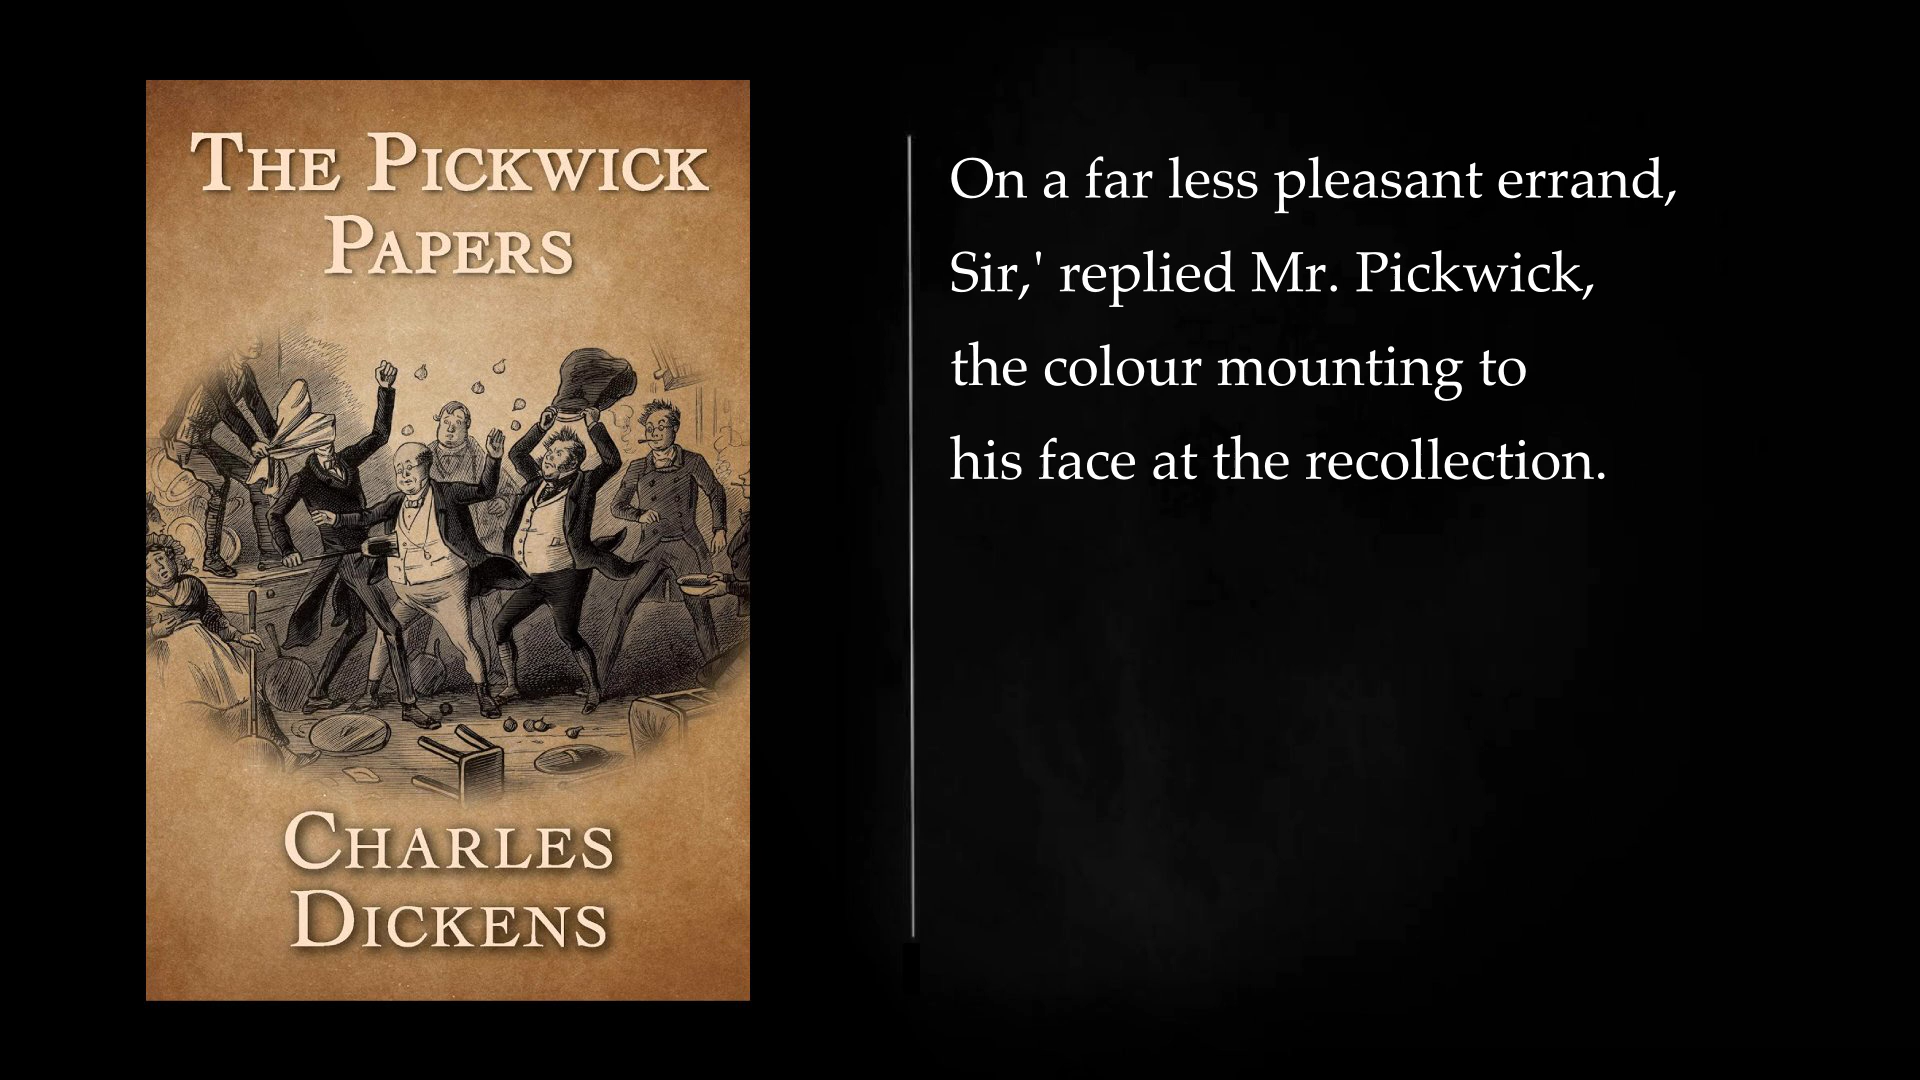 The Pickwick
Papers
Charles
Dickens
On a far less pleasant errand,
Sir,' replied Mr. Pickwick,
the colour mounting to
his face at the recollection.